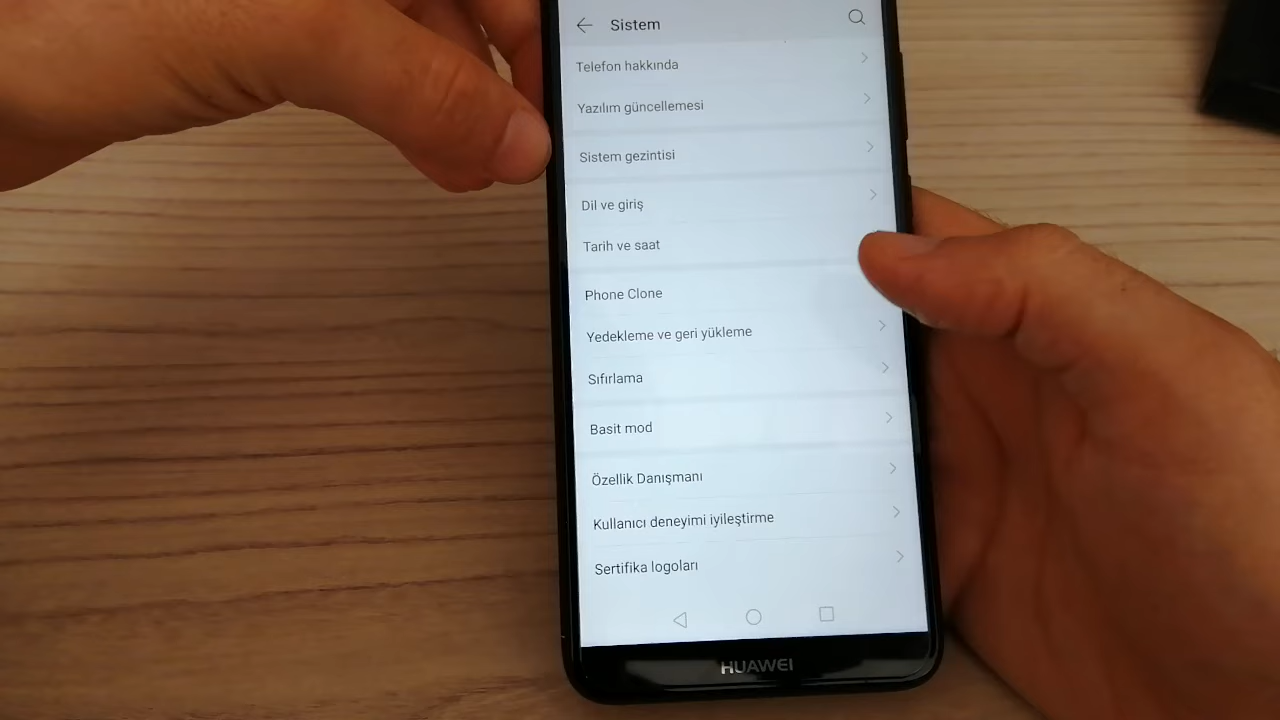 Sistem
Telefon hakkında
Yazılım güncellemesi
Sistem gezintisi
Dil ve giriş
Tarih ve saat
Phone Clone
Yedekleme ve geri yükleme
Sıfırlama
Basit mod
Özellik Danışmanı
Kullanıcı deneyimi iyileştirme
Sertifika logoları
HUAWEI